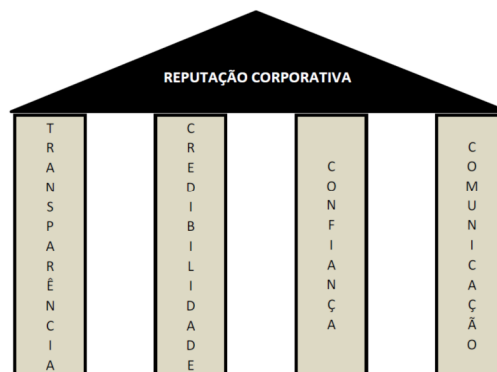 REPUTAÇÃO CORPORATIVA
TRANSPARÊNCIA
CREDIBILIDADE
CONFIANÇA
COMUNICAÇÃO